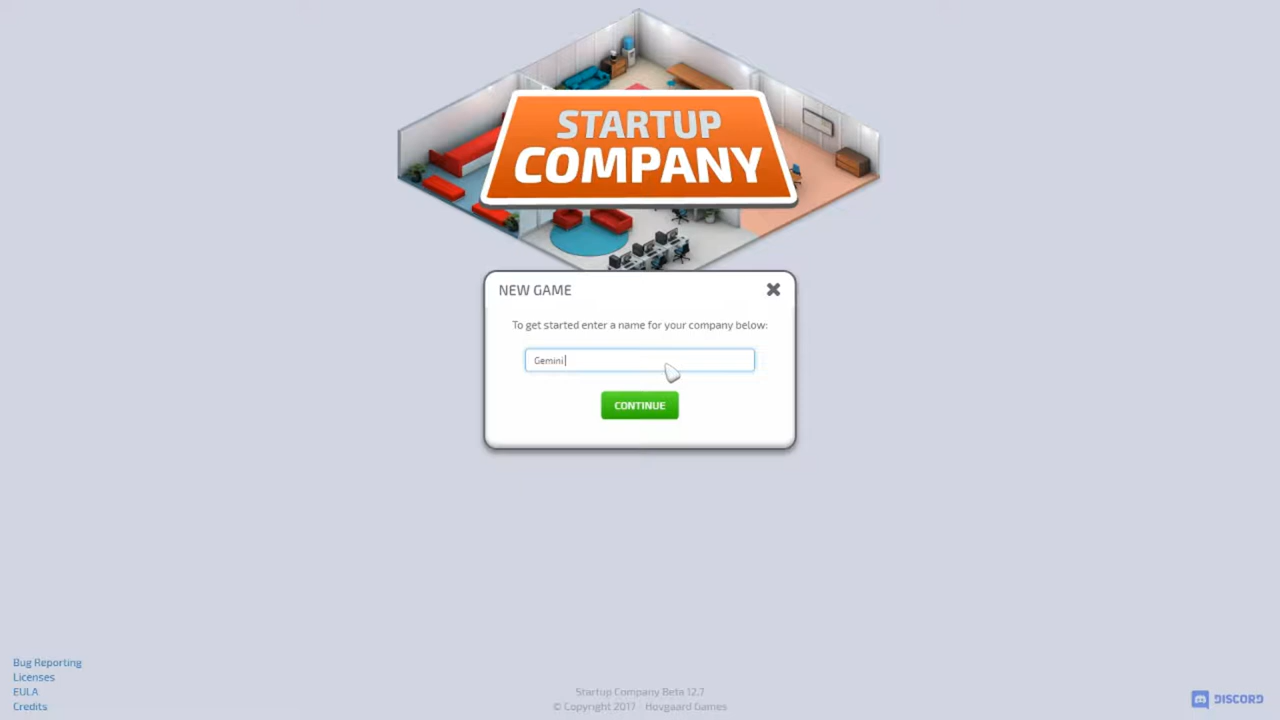 STARTUP
COMPANY
NEW GAME
To get started enter a name for your company below:
Gemini
CONTINUE
Bug Reporting
Licenses
EULA
Credits
Startup Company Beta 12.7
© Copyright 2017 - Hovgaard Games
DISCORD